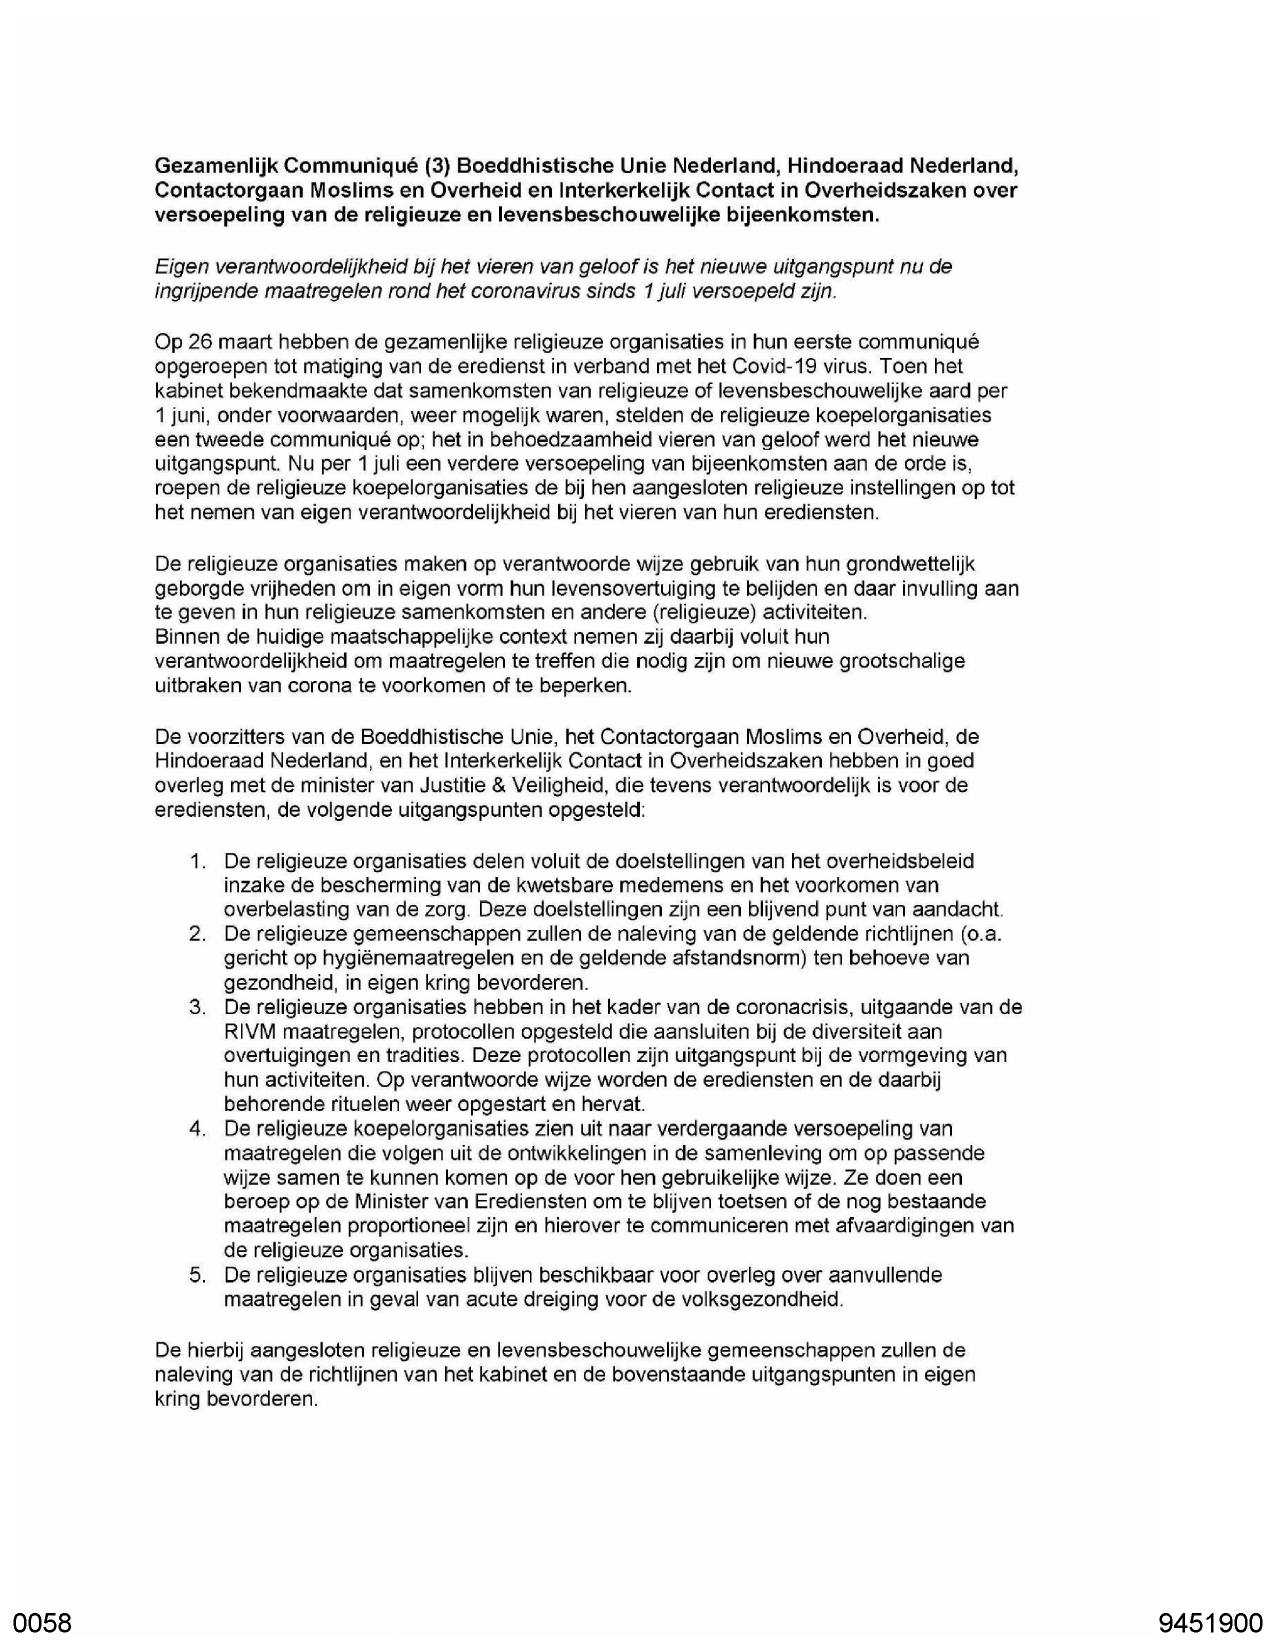 Gezamenlijk Communiqué (3) Boeddhistische Unie Nederland, Hindoeraad Nederland,
Contactorgaan Moslims en Overheid en Interkerkelijk Contact in Overheidszaken over
versoepeling van de religieuze en levensbeschouwelijke bijeenkomsten.
Eigen verantwoordelijkheid bij het vieren van geloof is het nieuwe uitgangspunt nu de
ingrijpende maatregelen rond het coronavirus sinds 1 juli versoepeld zijn.
Op 26 maart hebben de gezamenlijke religieuze organisaties in hun eerste communiqué
opgeroepen tot matiging van de eredienst in verband met het Covid-19 virus. Toen het
kabinet bekendmaakte dat samenkomsten van religieuze of levensbeschouwelijke aard per
1 juni, onder voorwaarden, weer mogelijk waren, stelden de religieuze koepelorganisaties
een tweede communiqué op; het in behoedzaamheid vieren van geloof werd het nieuwe
uitgangspunt. Nu per 1 juli een verdere versoepeling van bijeenkomsten aan de orde is,
roepen de religieuze koepelorganisaties de bij hen aangesloten religieuze instellingen op tot
het nemen van eigen verantwoordelijkheid bij het vieren van hun erediensten.
De religieuze organisaties maken op verantwoorde wijze gebruik van hun grondwettelijk
geborgde vrijheden om in eigen vorm hun levensovertuiging te belijden en daar invulling aan
te geven in hun religieuze samenkomsten en andere (religieuze) activiteiten.
Binnen de huidige maatschappelijke context nemen zij daarbij voluit hun
verantwoordelijkheid om maatregelen te treffen die nodig zijn om nieuwe grootschalige
uitbraken van corona te voorkomen of te beperken.
De voorzitters van de Boeddhistische Unie, het Contactorgaan Moslims en Overheid, de
Hindoeraad Nederland, en het Interkerkelijk Contact in Overheidszaken hebben in goed
overleg met de minister van Justitie & Veiligheid, die tevens verantwoordelijk is voor de
erediensten, de volgende uitgangspunten opgesteld:
1. De religieuze organisaties delen voluit de doelstellingen van het overheidsbeleid
inzake de bescherming van de kwetsbare medemens en het voorkomen van
overbelasting van de zorg. Deze doelstellingen zijn een blijvend punt van aandacht.
2. De religieuze gemeenschappen zullen de naleving van de geldende richtlijnen (o.a.
gericht op hygiënemaatregelen en de geldende afstandsnorm) ten behoeve van
gezondheid, in eigen kring bevorderen.
3. De religieuze organisaties hebben in het kader van de coronacrisis, uitgaande van de
RIVM maatregelen, protocollen opgesteld die aansluiten bij de diversiteit aan
overtuigingen en tradities. Deze protocollen zijn uitgangspunt bij de vormgeving van
hun activiteiten. Op verantwoorde wijze worden de erediensten en de daarbij
behorende rituelen weer opgestart en hervat.
4. De religieuze koepelorganisaties zien uit naar verdergaande versoepeling van
maatregelen die volgen uit de ontwikkelingen in de samenleving om op passende
wijze samen te kunnen komen op de voor hen gebruikelijke wijze. Ze doen een
beroep op de Minister van Erediensten om te blijven toetsen of de nog bestaande
maatregelen proportioneel zijn en hierover te communiceren met afvaardigingen van
de religieuze organisaties.
5. De religieuze organisaties blijven beschikbaar voor overleg over aanvullende
maatregelen in geval van acute dreiging voor de volksgezondheid.
De hierbij aangesloten religieuze en levensbeschouwelijke gemeenschappen zullen de
naleving van de richtlijnen van het kabinet en de bovenstaande uitgangspunten in eigen
kring bevorderen.
0058
9451900